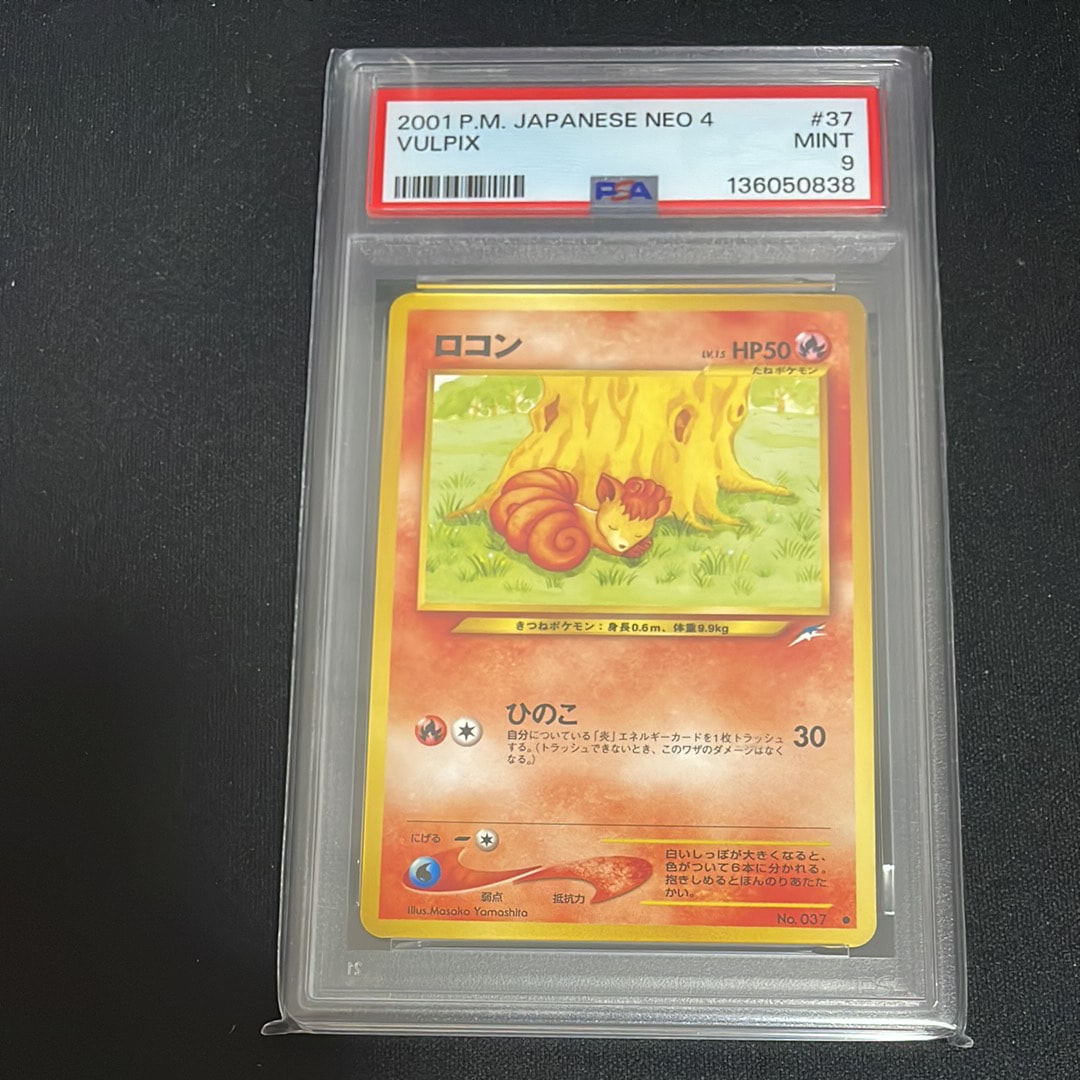 2001 P.M. JAPANESE NEO 4 #37
VULPIX MINT
9
PSA 136050838
ロコン LV.15 HP50
たねポケモン
きつねポケモン：身長0.6m、体重9.9kg
ひのこ 30
自分についている「炎」エネルギーカードを1枚トラッシュ
する。(トラッシュできないとき、このワザのダメージはなく
なる。)
にげる
白いしっぽが大きくなると、
色がついて6本に分かれる。
抱きしめるとほんのりあたた
かい。
弱点 抵抗力
Illus.Masako Yamashita
No. 037
21